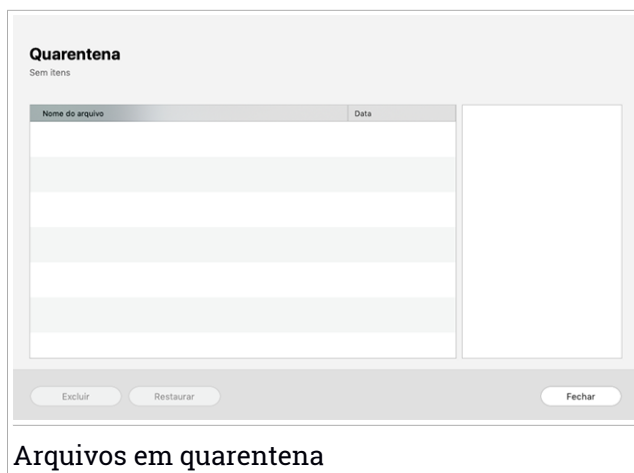 Quarentena
Sem itens
Nome do arquivo Data
Excluir Restaurar Fechar
Arquivos em quarentena